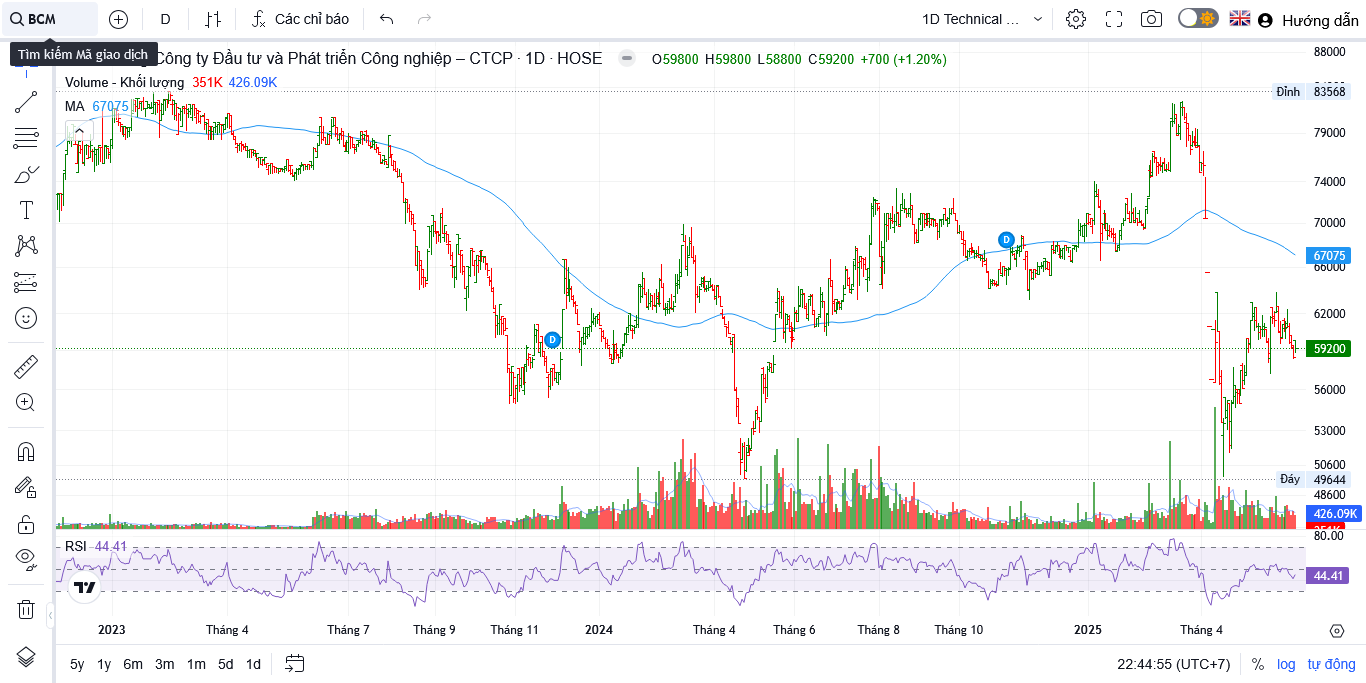 BCM
D
Các chỉ báo
1D Technical ...
Hướng dẫn
Tìm kiếm Mã giao dịch
Công ty Đầu tư và Phát triển Công nghiệp – CTCP · 1D · HOSE
O59800 H59800 L58800 C59200 +700 (+1.20%)
Volume - Khối lượng 351K 426.09K
MA 67075
88000
Đỉnh 83568
79000
74000
70000
67075
66000
62000
59200
56000
53000
50600
Đáy 49644
48600
426.09K
D
D
RSI 44.41
80.00
44.41
2023 Tháng 4 Tháng 7 Tháng 9 Tháng 11 2024 Tháng 4 Tháng 6 Tháng 8 Tháng 10 2025 Tháng 4
5y 1y 6m 3m 1m 5d 1d
22:44:55 (UTC+7) % log tự động